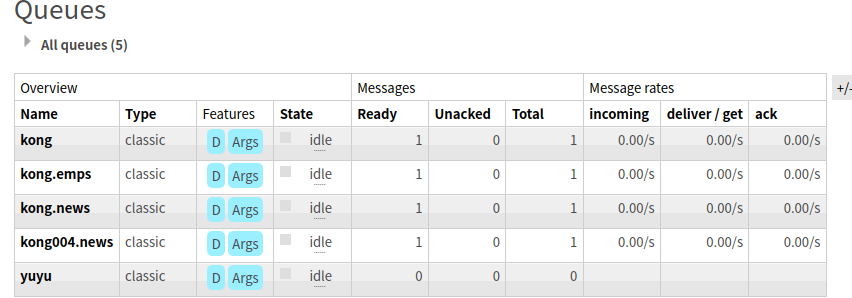 Queues
All queues (5)
Overview Messages Message rates +/-
Name Type Features State Ready Unacked Total incoming deliver / get ack
kong classic D Args idle 1 0 1 0.00/s 0.00/s 0.00/s
kong.emps classic D Args idle 1 0 1 0.00/s 0.00/s 0.00/s
kong.news classic D Args idle 1 0 1 0.00/s 0.00/s 0.00/s
kong004.news classic D Args idle 1 0 1 0.00/s 0.00/s 0.00/s
yuyu classic D Args idle 0 0 0